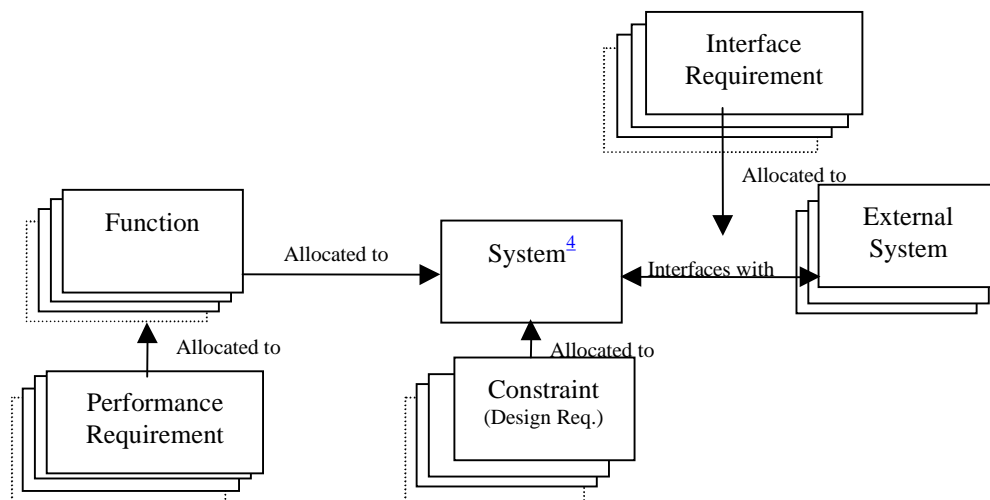 Interface
Requirement
Allocated to
Function
External
System
System4
Allocated to
Interfaces with
Allocated to
Allocated to
Performance
Requirement
Constraint
(Design Req.)